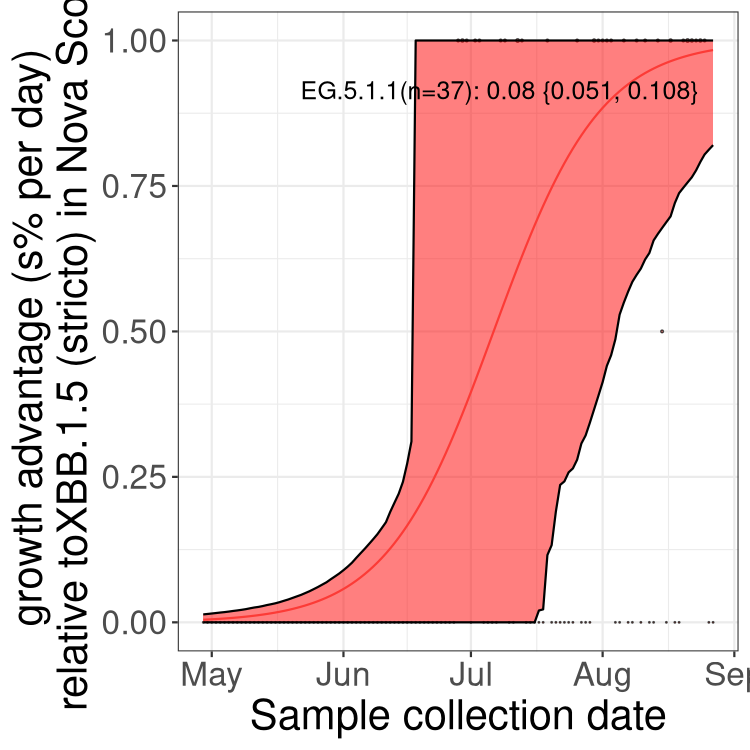 growth advantage (s% per day)
relative toXBB.1.5 (stricto) in Nova Sco
1.00
0.75
0.50
0.25
0.00
EG.5.1.1(n=37): 0.08 {0.051, 0.108}
May Jun Jul Aug Sep
Sample collection date